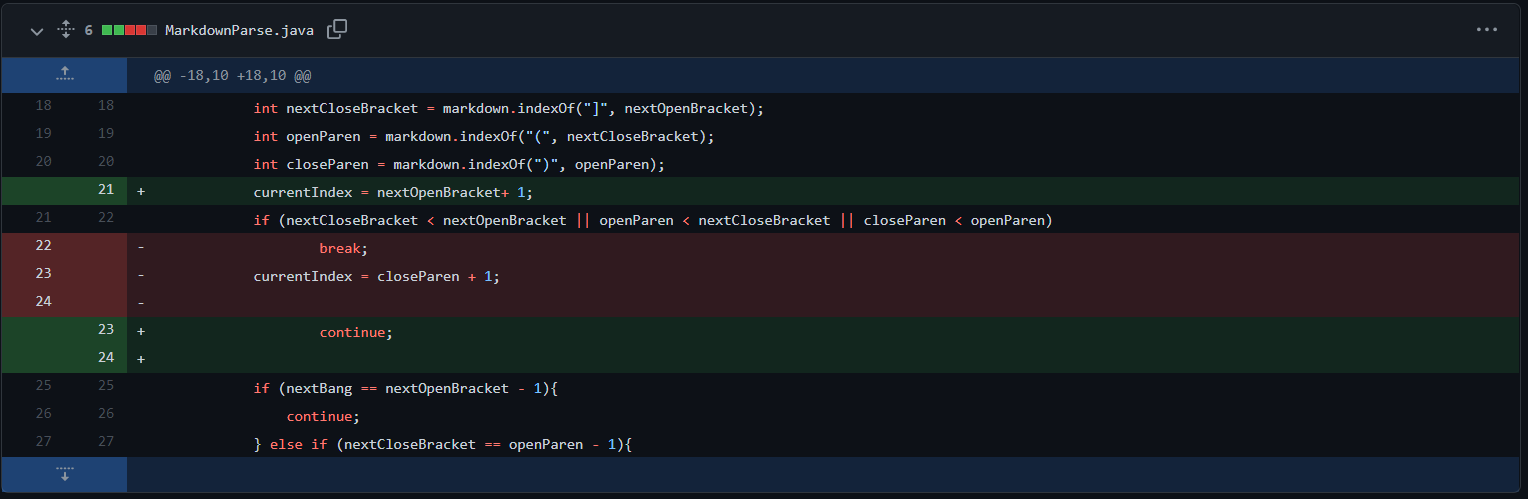 6 MarkdownParse.java
@@ -18,10 +18,10 @@
18 18 int nextCloseBracket = markdown.indexOf("]", nextOpenBracket);
19 19 int openParen = markdown.indexOf("(", nextCloseBracket);
20 20 int closeParen = markdown.indexOf(")", openParen);
21 + currentIndex = nextOpenBracket+ 1;
21 22 if (nextCloseBracket < nextOpenBracket || openParen < nextCloseBracket || closeParen < openParen)
22 - break;
23 - currentIndex = closeParen + 1;
24 -
23 + continue;
24 +
25 25 if (nextBang == nextOpenBracket - 1){
26 26 continue;
27 27 } else if (nextCloseBracket == openParen - 1){